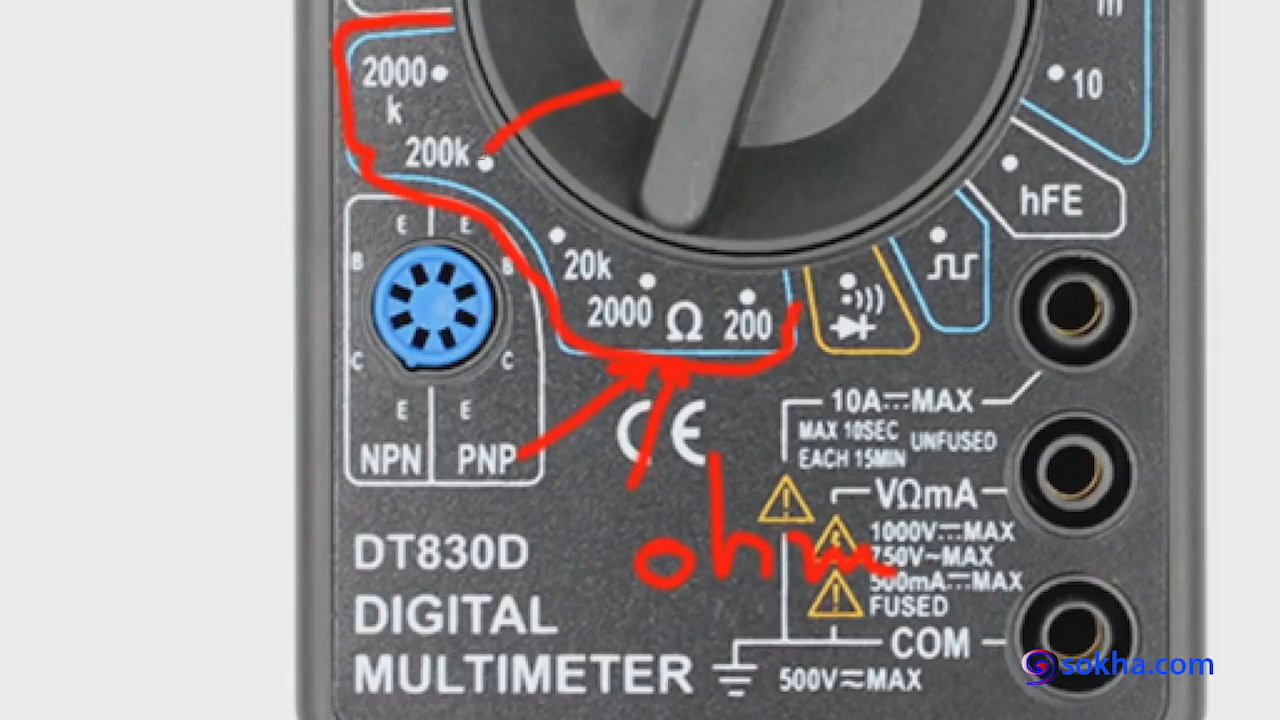 m
2000
k
10
200k
hFE
E E
B B
20k
2000 Ω 200
C C
E E
NPN PNP
CE
10A⎓MAX
MAX 10SEC
EACH 15MIN
UNFUSED
VΩmA
1000V⎓MAX
750V~MAX
500mA⎓MAX
FUSED
COM
500V≂MAX
ohm
DT830D
DIGITAL
MULTIMETER
sokha.com